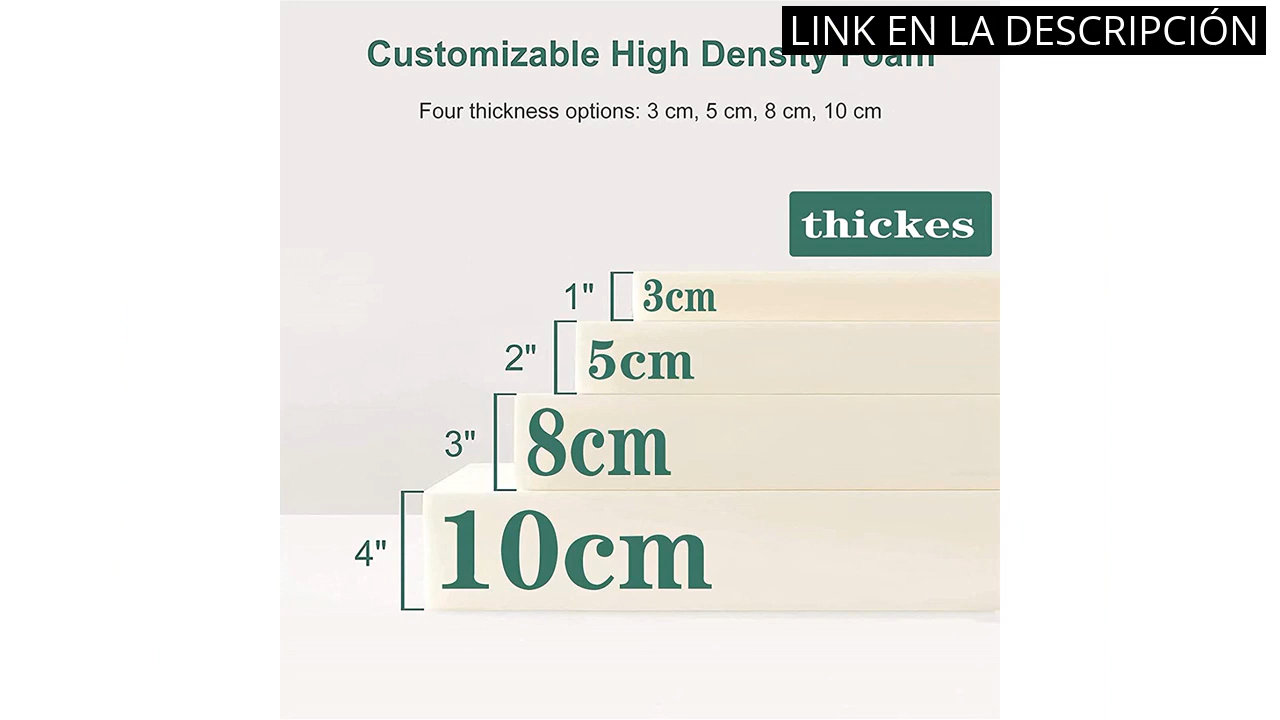 LINK EN LA DESCRIPCIÓN
Customizable High Density Foam
Four thickness options: 3 cm, 5 cm, 8 cm, 10 cm
thickes
1" 3cm
2" 5cm
3" 8cm
4" 10cm